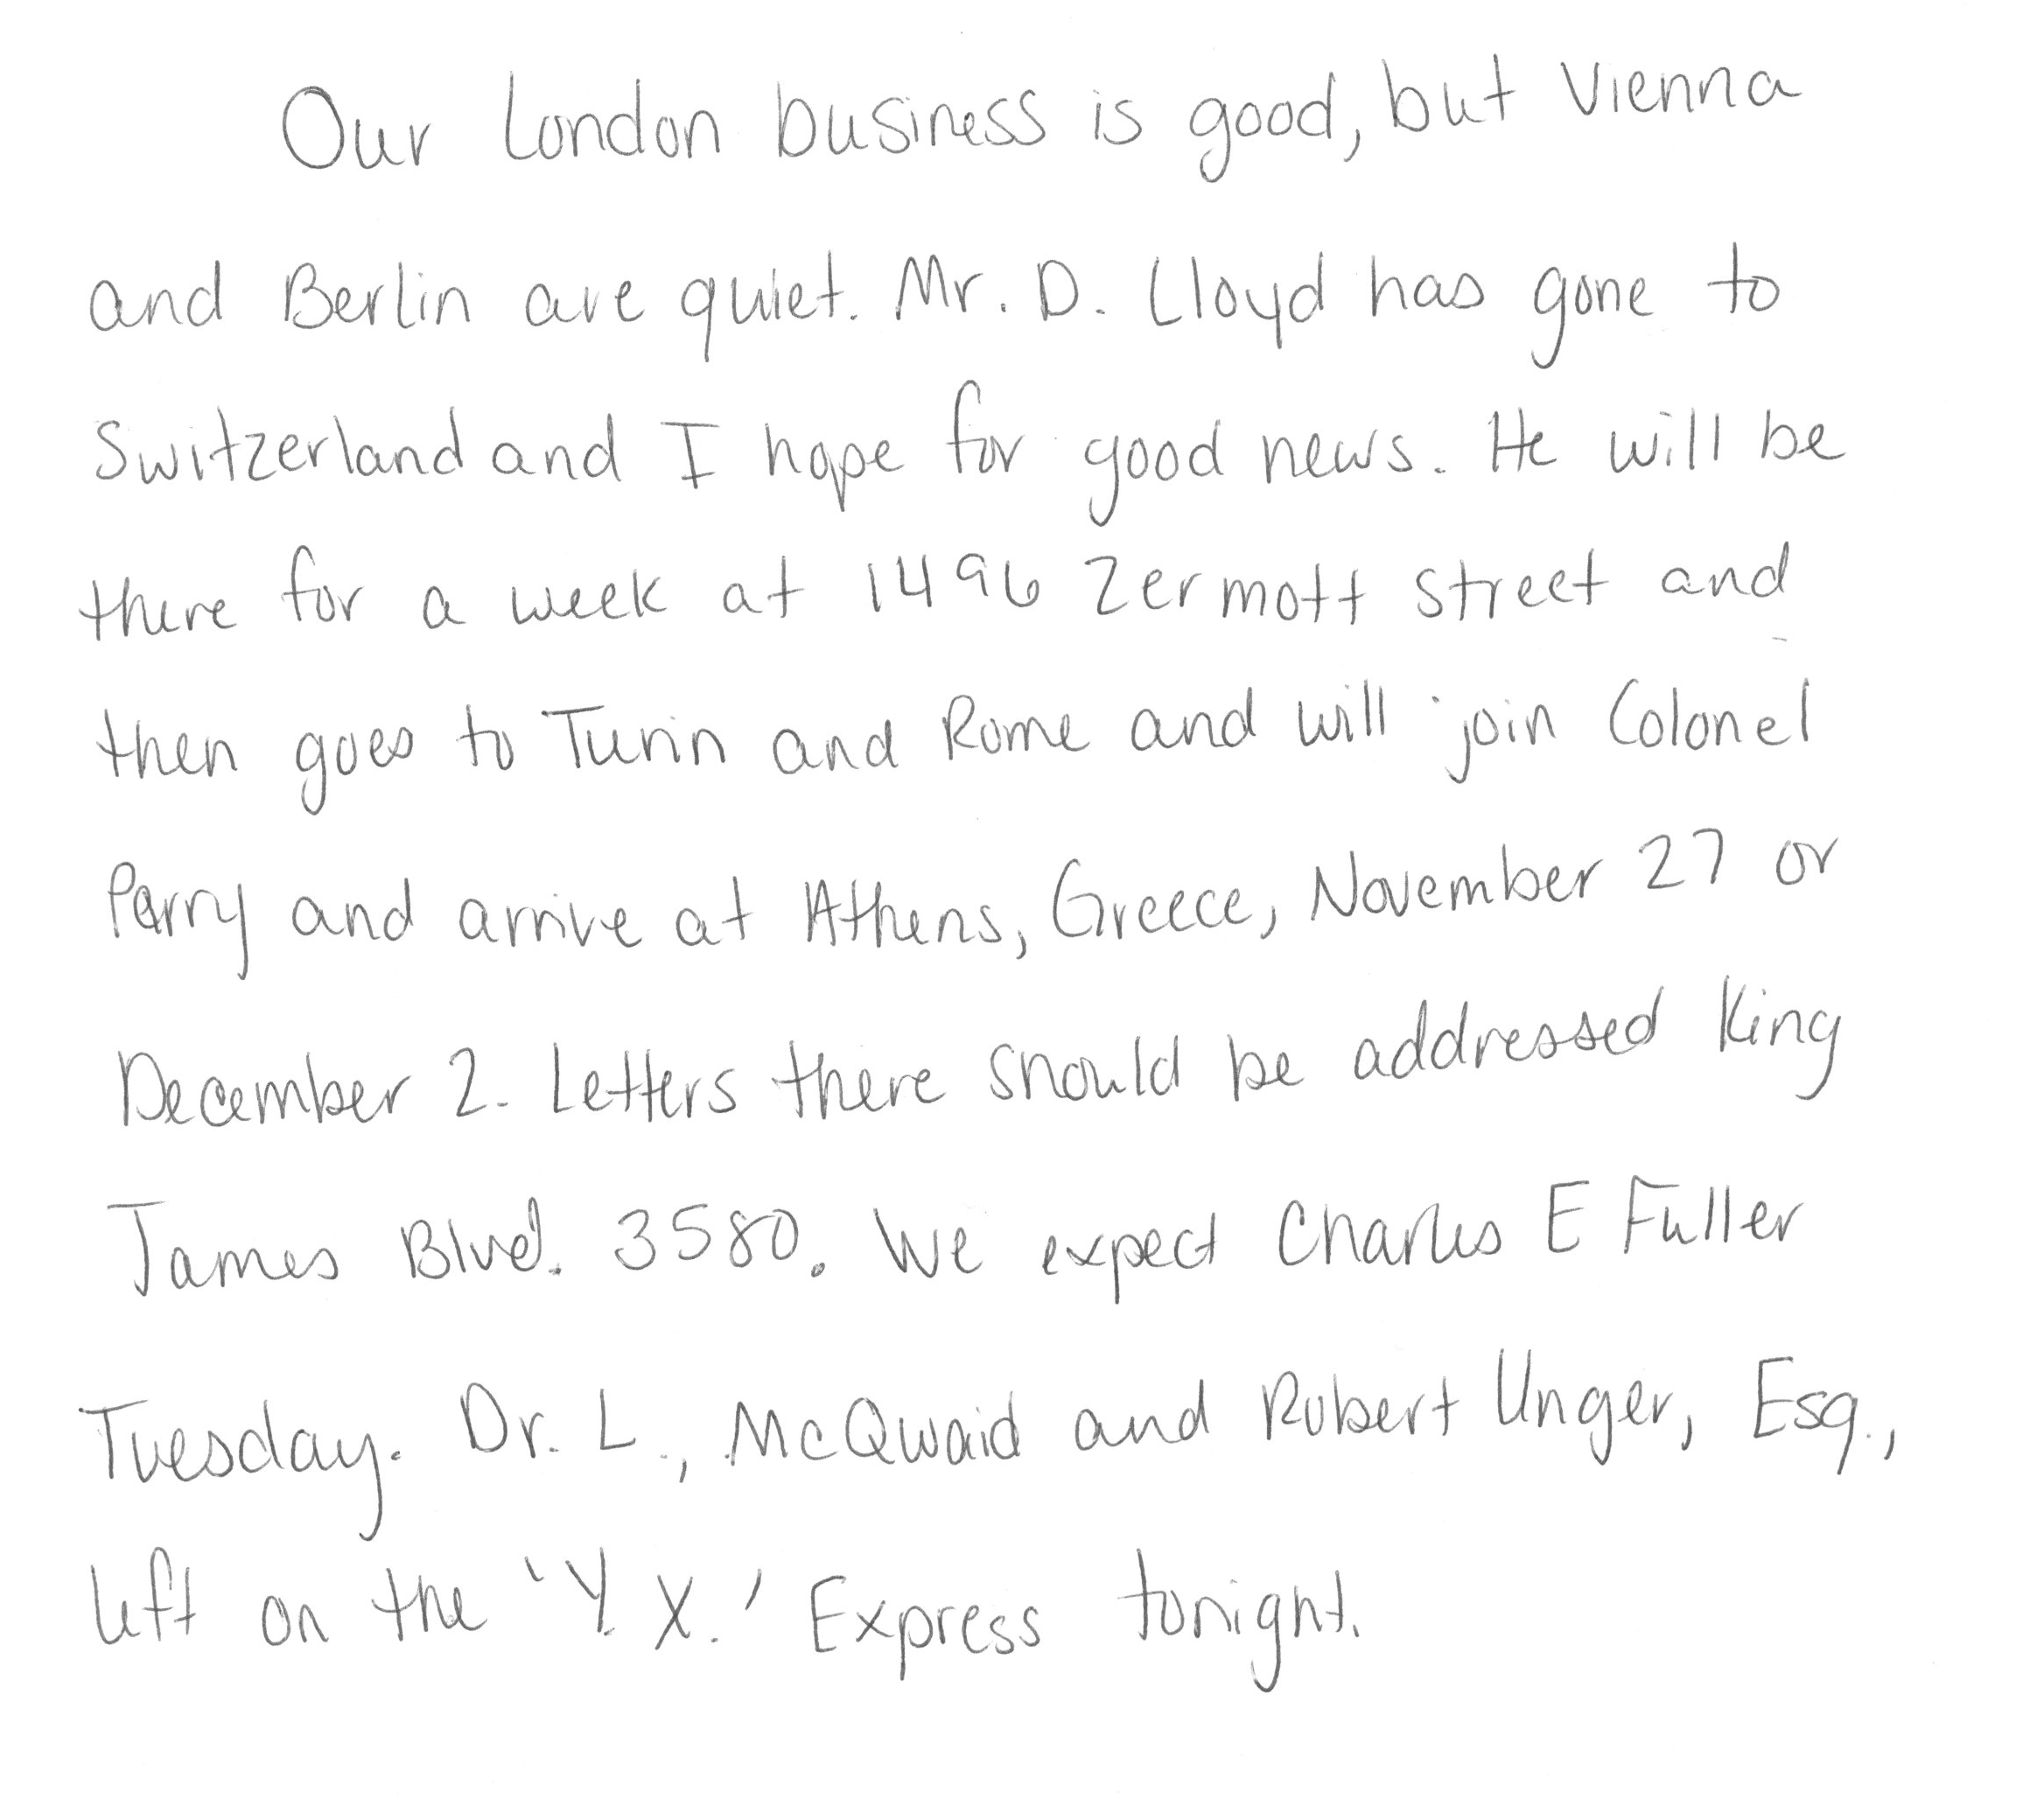 Our London business is good, but Vienna
and Berlin are quiet. Mr. D. Lloyd has gone to
Switzerland and I hope for good news. He will be
there for a week at 1496 Zermott street and
then goes to Turin and Rome and will join Colonel
Parry and arrive at Athens, Greece, November 27 or
December 2. Letters there should be addressed King
James Blvd. 3580. We expect Charles E Fuller
Tuesday. Dr. L., McQuaid and Robert Unger, Esq.,
left on the 'Y. X.' Express tonight.